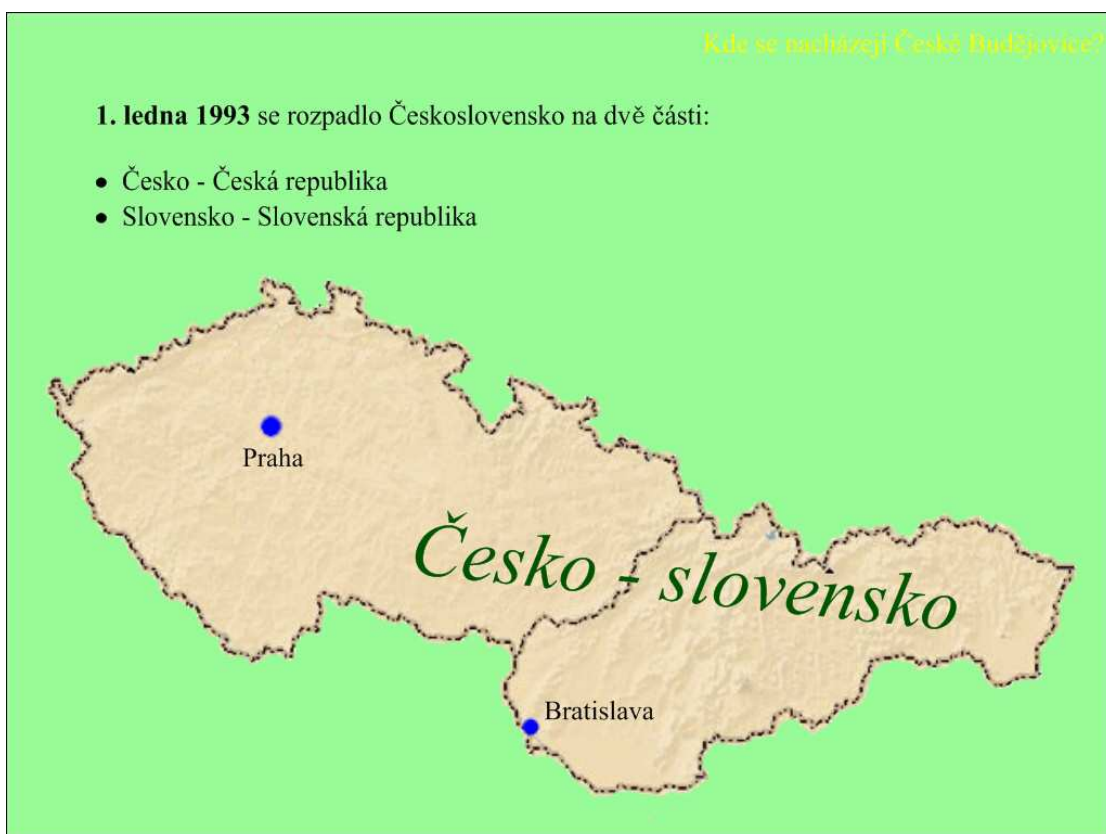 Kde se nacházejí České Budějovice?
1. ledna 1993 se rozpadlo Československo na dvě části:
• Česko - Česká republika
• Slovensko - Slovenská republika
Praha
Česko - slovensko
Bratislava